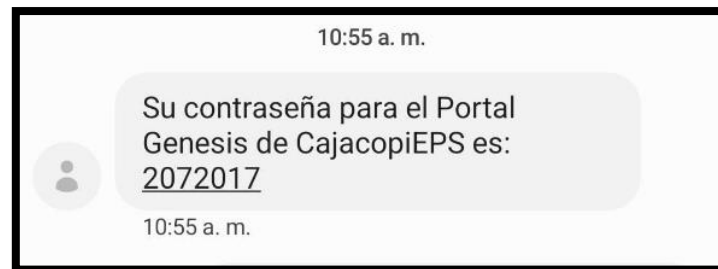 10:55 a. m.
Su contraseña para el Portal
Genesis de CajacopiEPS es:
2072017
10:55 a. m.